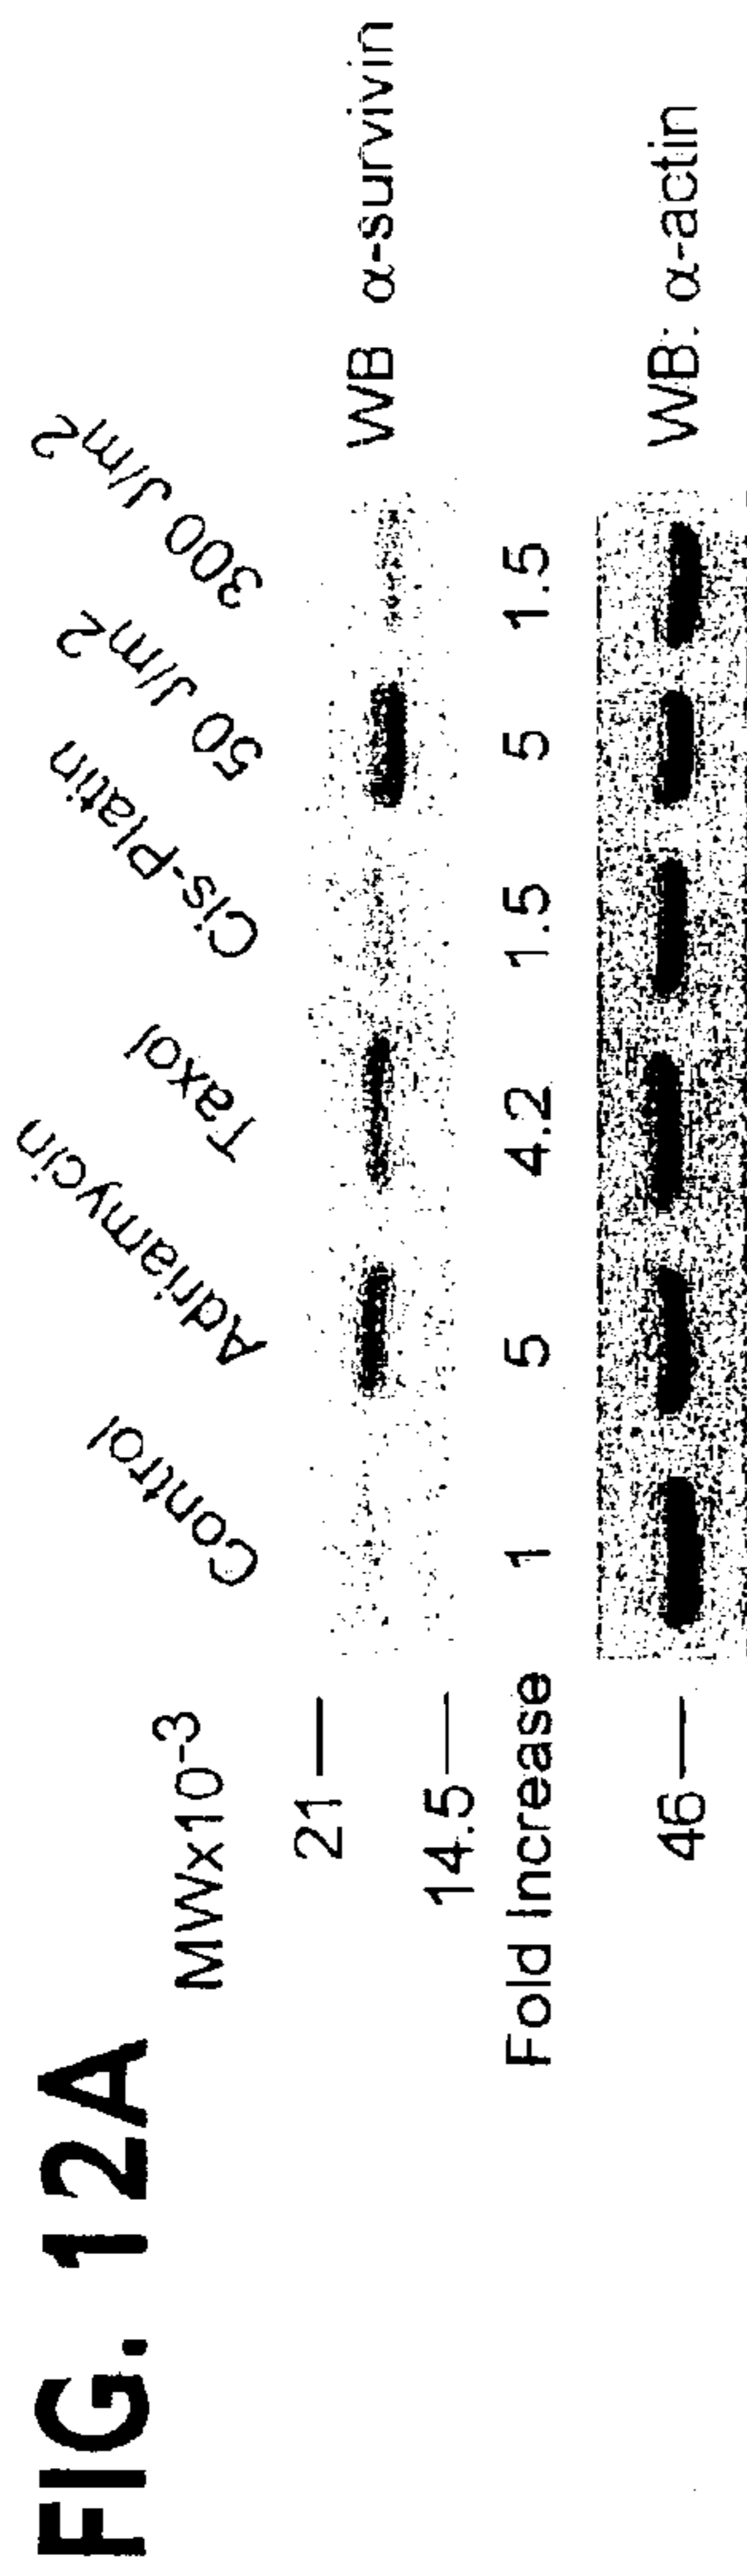 FIG. 12A
MWx10-3
Control Adriamycin Taxol Cis-Platin 50 J/m2 300 J/m2
21
14.5
WB α-survivin
Fold Increase 1 5 4.2 1.5 5 1.5
46
WB: α-actin